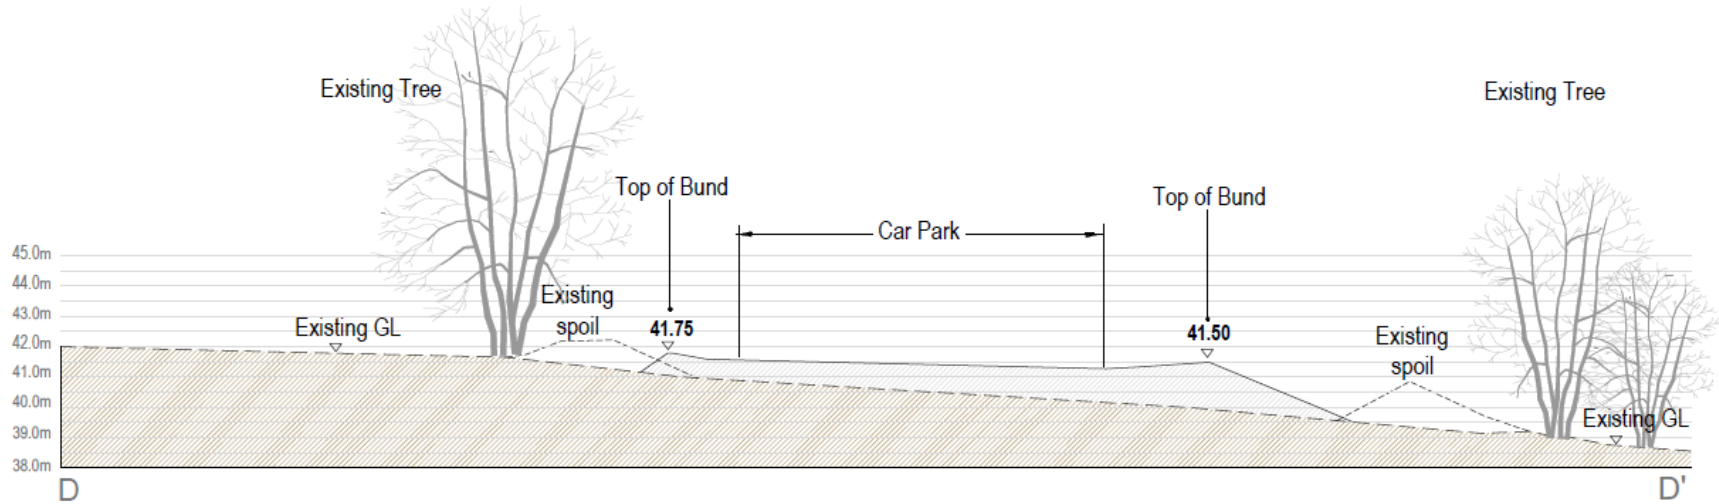 Existing Tree
Existing Tree
Top of Bund
Top of Bund
Car Park
45.0m
44.0m
43.0m
42.0m
41.0m
40.0m
39.0m
38.0m
Existing GL
Existing
spoil
41.75
41.50
Existing
spoil
Existing GL
D
D'